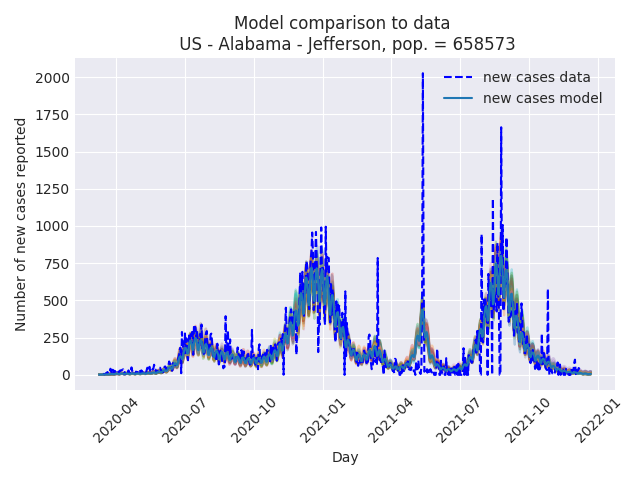 Model comparison to data
US - Alabama - Jefferson, pop. = 658573
new cases data
new cases model
Number of new cases reported
2000
1750
1500
1250
1000
750
500
250
0
2020-04
2020-07
2020-10
2021-01
2021-04
2021-07
2021-10
2022-01
Day